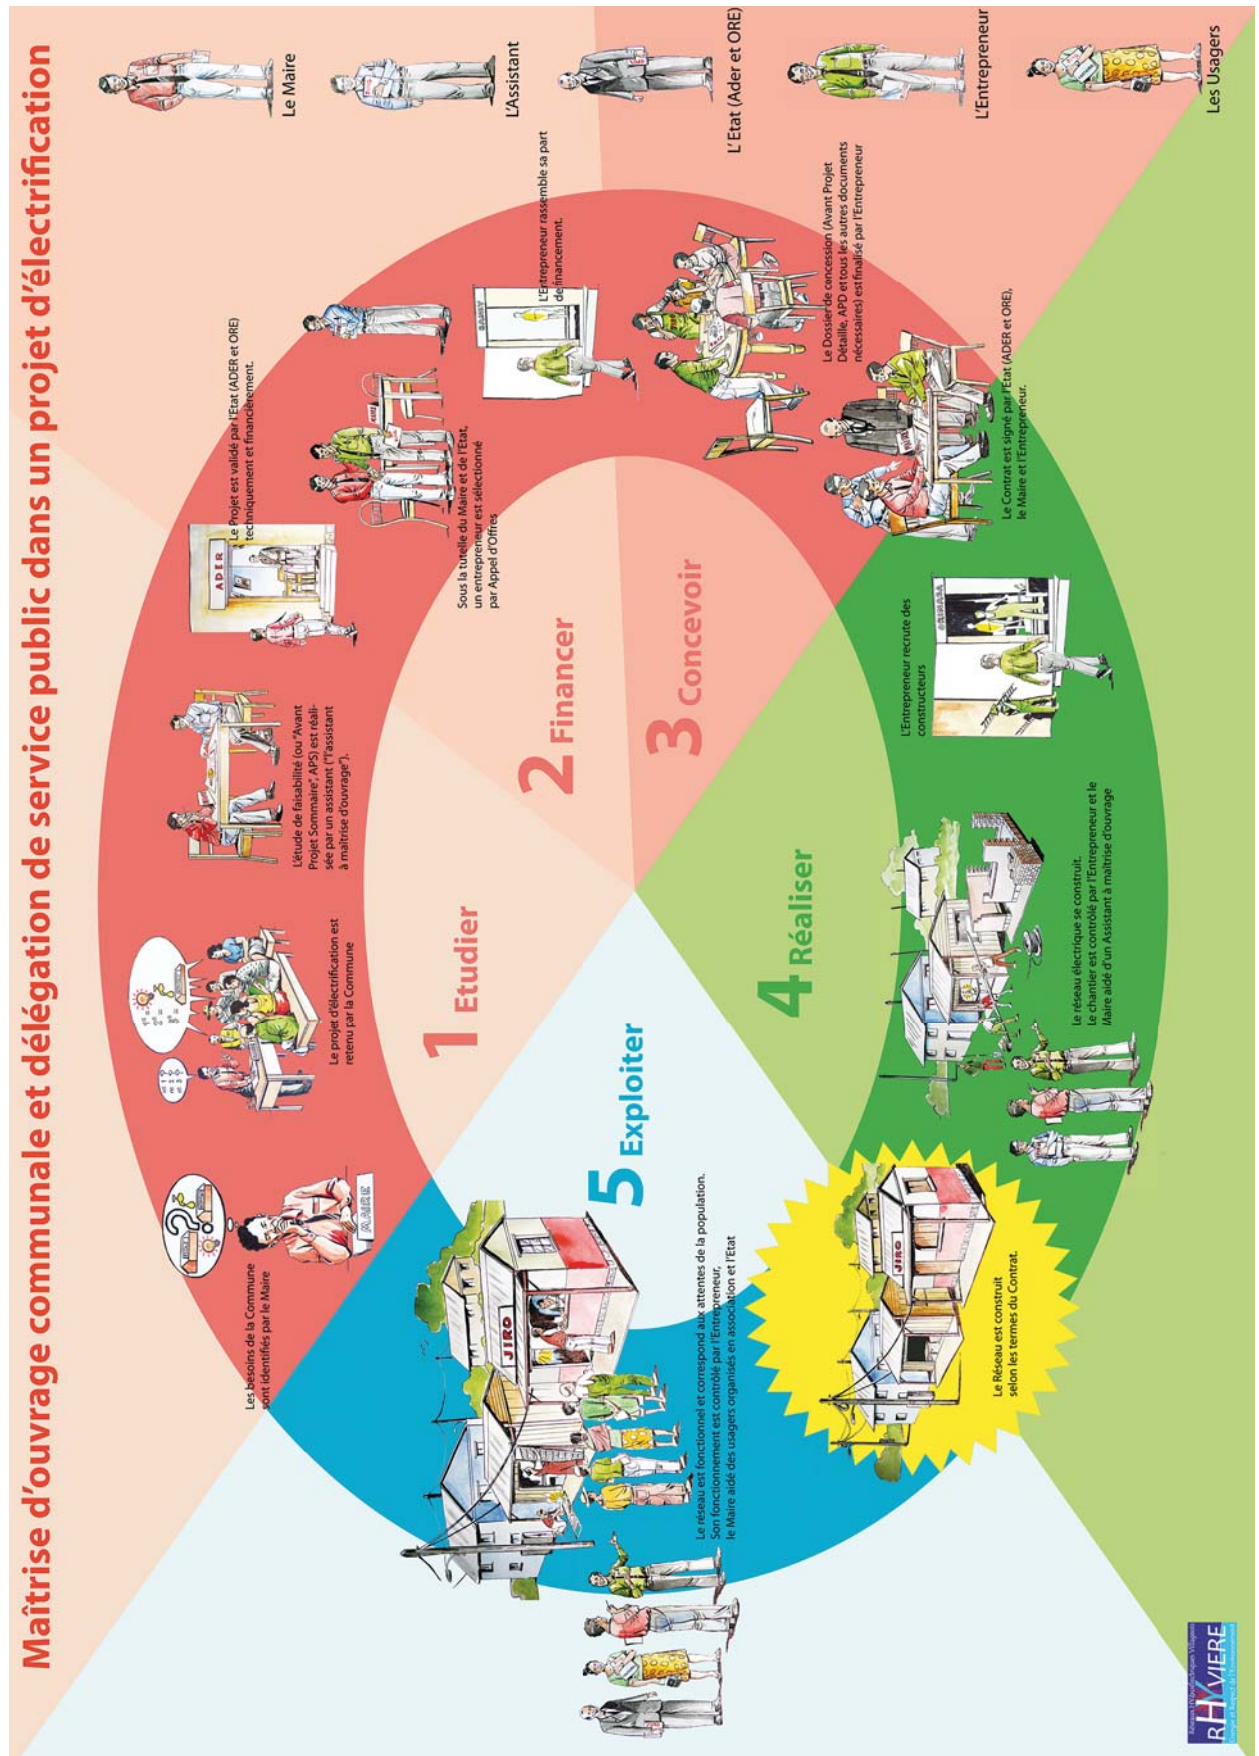 Maîtrise d'ouvrage communale et délégation de service public dans un projet d'électrification
Le Maire
L'Assistant
L' Etat (Ader et ORE)
L'Entrepreneur
Les Usagers
1 Etudier
Les besoins de la Commune
sont identifiés par le Maire
MAIRE
Le projet d'électrification est
retenu par la Commune
L'étude de faisabilité (ou "Avant
Projet Sommaire", APS) est réali-
sée par un assistant ("l'assistant
à maîtrise d'ouvrage").
ADER
Le Projet est validé par l'Etat (ADER et ORE)
techniquement et financièrement.
2 Financer
Sous la tutelle du Maire et de l'Etat,
un entrepreneur est sélectionné
par Appel d'Offres
L'Entrepreneur rassemble sa part
de financement.
3 Concevoir
Le Dossier de concession (Avant Projet
Détaille, APD et tous les autres documents
nécessaires) est finalisé par l'Entrepreneur
Le Contrat est signé par l'Etat (ADER et ORE),
le Maire et l'Entrepreneur.
4 Réaliser
L'Entrepreneur recrute des
constructeurs
Le réseau électrique se construit.
Le chantier est contrôlé par l'Entrepreneur et le
Maire aidé d'un Assistant à maîtrise d'ouvrage
JIRO
Le Réseau est construit
selon les termes du Contrat.
5 Exploiter
JIRO
Le réseau est fonctionnel et correspond aux attentes de la population.
Son fonctionnement est contrôlé par l'Entrepreneur,
le Maire aidé des usagers organisés en association et l'Etat
RHYVIERE